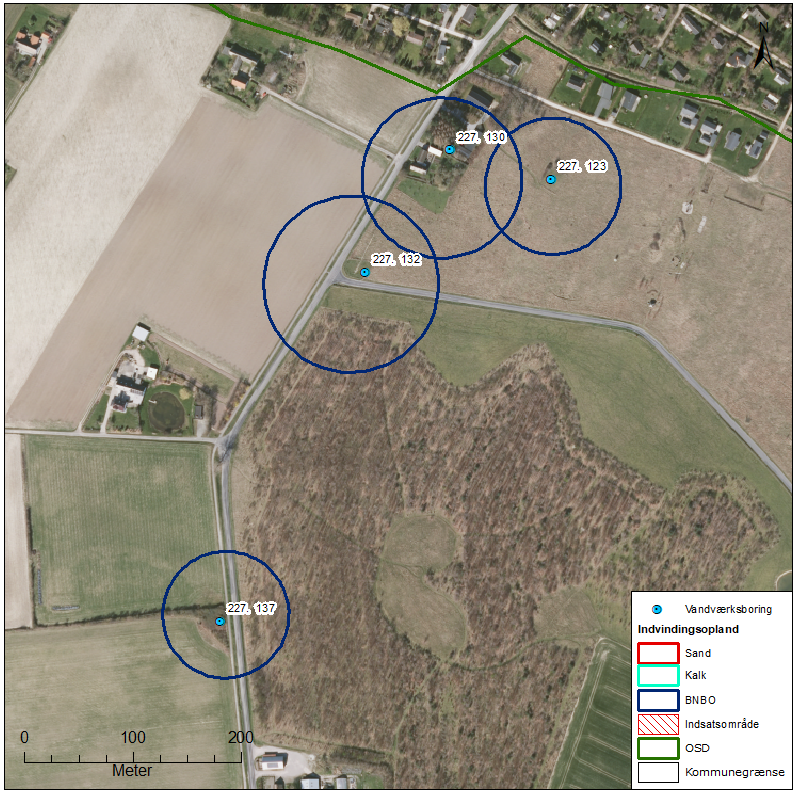 N
227, 130
227, 123
227, 132
227, 137
0 100 200
Meter
Vandværksboring
Indvindingsopland
Sand
Kalk
BNBO
Indsatsområde
OSD
Kommunegrænse